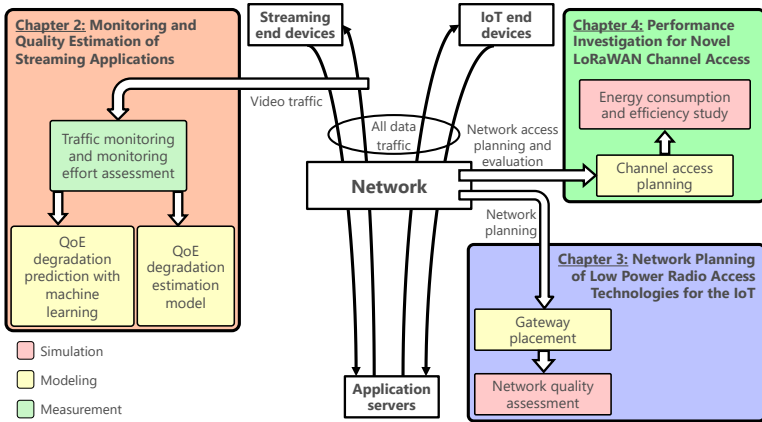 Chapter 2: Monitoring and
Quality Estimation of
Streaming Applications
Streaming
end devices
IoT end
devices
Chapter 4: Performance
Investigation for Novel
LoRaWAN Channel Access
Energy consumption
and efficiency study
Channel access
planning
Video traffic
Traffic monitoring
and monitoring
effort assessment
All data
traffic
Network access
planning and
evaluation
Network
Network
planning
QoE
degradation
prediction with
machine
learning
QoE
degradation
estimation
model
Chapter 3: Network Planning
of Low Power Radio Access
Technologies for the IoT
Gateway
placement
Network quality
assessment
Simulation
Modeling
Measurement
Application
servers